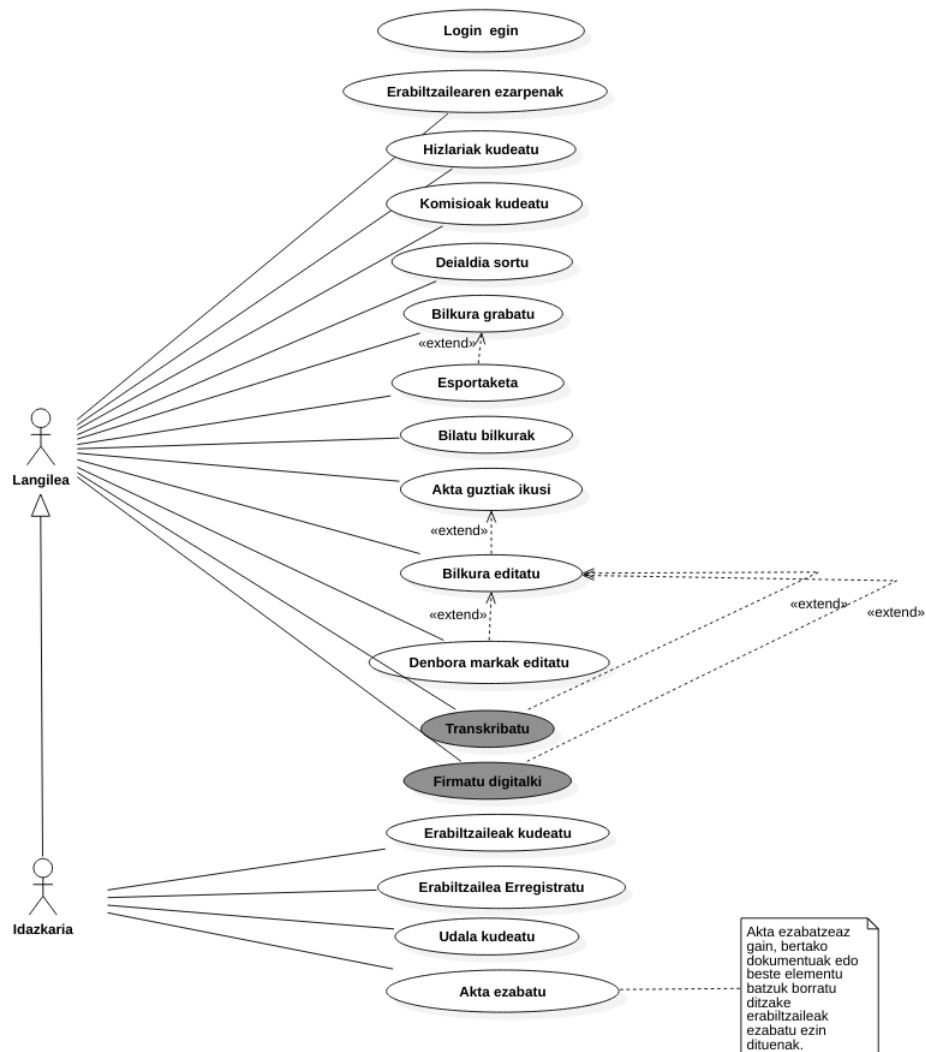 Login egin
Erabiltzailearen ezarpenak
Hizlariak kudeatu
Komisioak kudeatu
Deialdia sortu
Bilkura grabatu
«extend»
Esportaketa
Bilatu bilkurak
Langilea
Akta guztiak ikusi
«extend»
Bilkura editatu
«extend»
«extend»
«extend»
Denbora markak editatu
Transkribatu
Firmatu digitalki
Erabiltzaileak kudeatu
Erabiltzailea Erregistratu
Idazkaria
Udala kudeatu
Akta ezabatu
Akta ezabatzeaz
gain, bertako
dokumentuak edo
beste elementu
batzuk borratu
ditzake
erabiltzaileak
ezabatu ezin
dituenak.